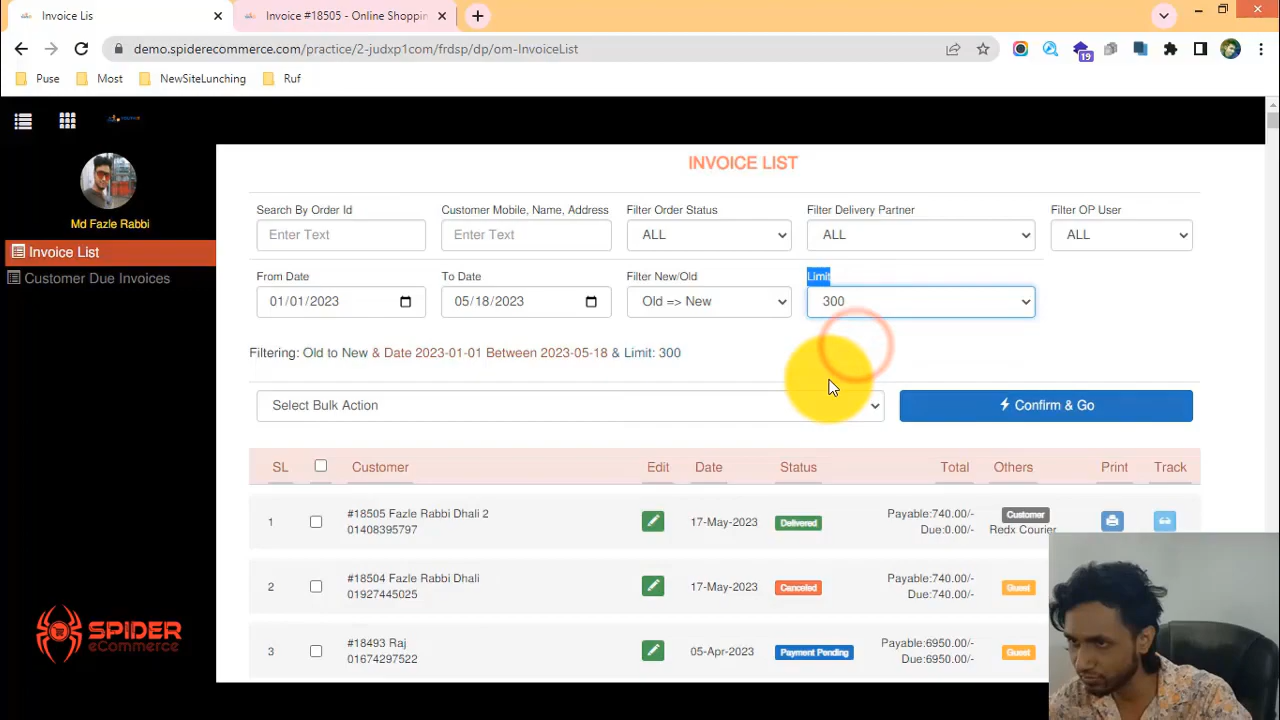 Invoice Lis
Invoice #18505 - Online Shoppin
demo.spiderecommerce.com/practice/2-judxp1com/frdsp/dp/om-InvoiceList
19
Puse
Most
NewSiteLunching
Ruf
Md Fazle Rabbi
Invoice List
Customer Due Invoices
SPIDER
eCommerce
INVOICE LIST
Search By Order Id
Customer Mobile, Name, Address
Filter Order Status
Filter Delivery Partner
Filter OP User
Enter Text
Enter Text
ALL
ALL
ALL
From Date
To Date
Filter New/Old
Limit
01/01/2023
05/18/2023
Old => New
300
Filtering: Old to New & Date 2023-01-01 Between 2023-05-18 & Limit: 300
Select Bulk Action
Confirm & Go
SL Customer Edit Date Status Total Others Print Track
1
#18505 Fazle Rabbi Dhali 2
01408395797
17-May-2023
Delivered
Payable:740.00/-
Due:0.00/-
Customer
Redx Courier
2
#18504 Fazle Rabbi Dhali
01927445025
17-May-2023
Canceled
Payable:740.00/-
Due:740.00/-
Guest
3
#18493 Raj
01674297522
05-Apr-2023
Payment Pending
Payable:6950.00/-
Due:6950.00/-
Guest